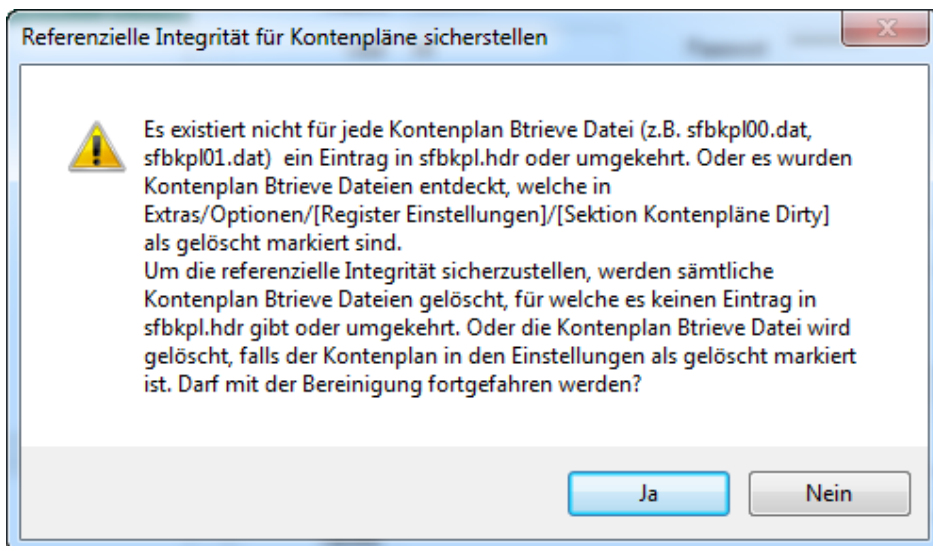 Referenzielle Integrität für Kontenpläne sicherstellen
Es existiert nicht für jede Kontenplan Btrieve Datei (z.B. sfbkpl00.dat,
sfbkpl01.dat)  ein Eintrag in sfbkpl.hdr oder umgekehrt. Oder es wurden
Kontenplan Btrieve Dateien entdeckt, welche in
Extras/Optionen/[Register Einstellungen]/[Sektion Kontenpläne Dirty]
als gelöscht markiert sind.
Um die referenzielle Integrität sicherzustellen, werden sämtliche
Kontenplan Btrieve Dateien gelöscht, für welche es keinen Eintrag in
sfbkpl.hdr gibt oder umgekehrt. Oder die Kontenplan Btrieve Datei wird
gelöscht, falls der Kontenplan in den Einstellungen als gelöscht markiert
ist. Darf mit der Bereinigung fortgefahren werden?
Ja
Nein